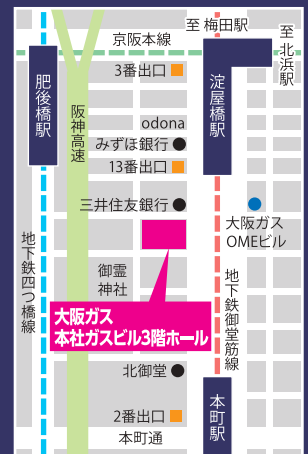 至 梅田駅
京阪本線
至北浜駅
3番出口
肥後橋駅
阪神高速
淀屋橋駅
odona
みずほ銀行
13番出口
三井住友銀行
大阪ガス
OMEビル
地下鉄四つ橋線
御霊
神社
地下鉄御堂筋線
大阪ガス
本社ガスビル3階ホール
北御堂
2番出口
本町駅
本町通